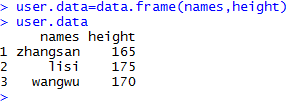 > user.data=data.frame(names,height)
> user.data
     names height
1 zhangsan    165
2     lisi    175
3   wangwu    170
>